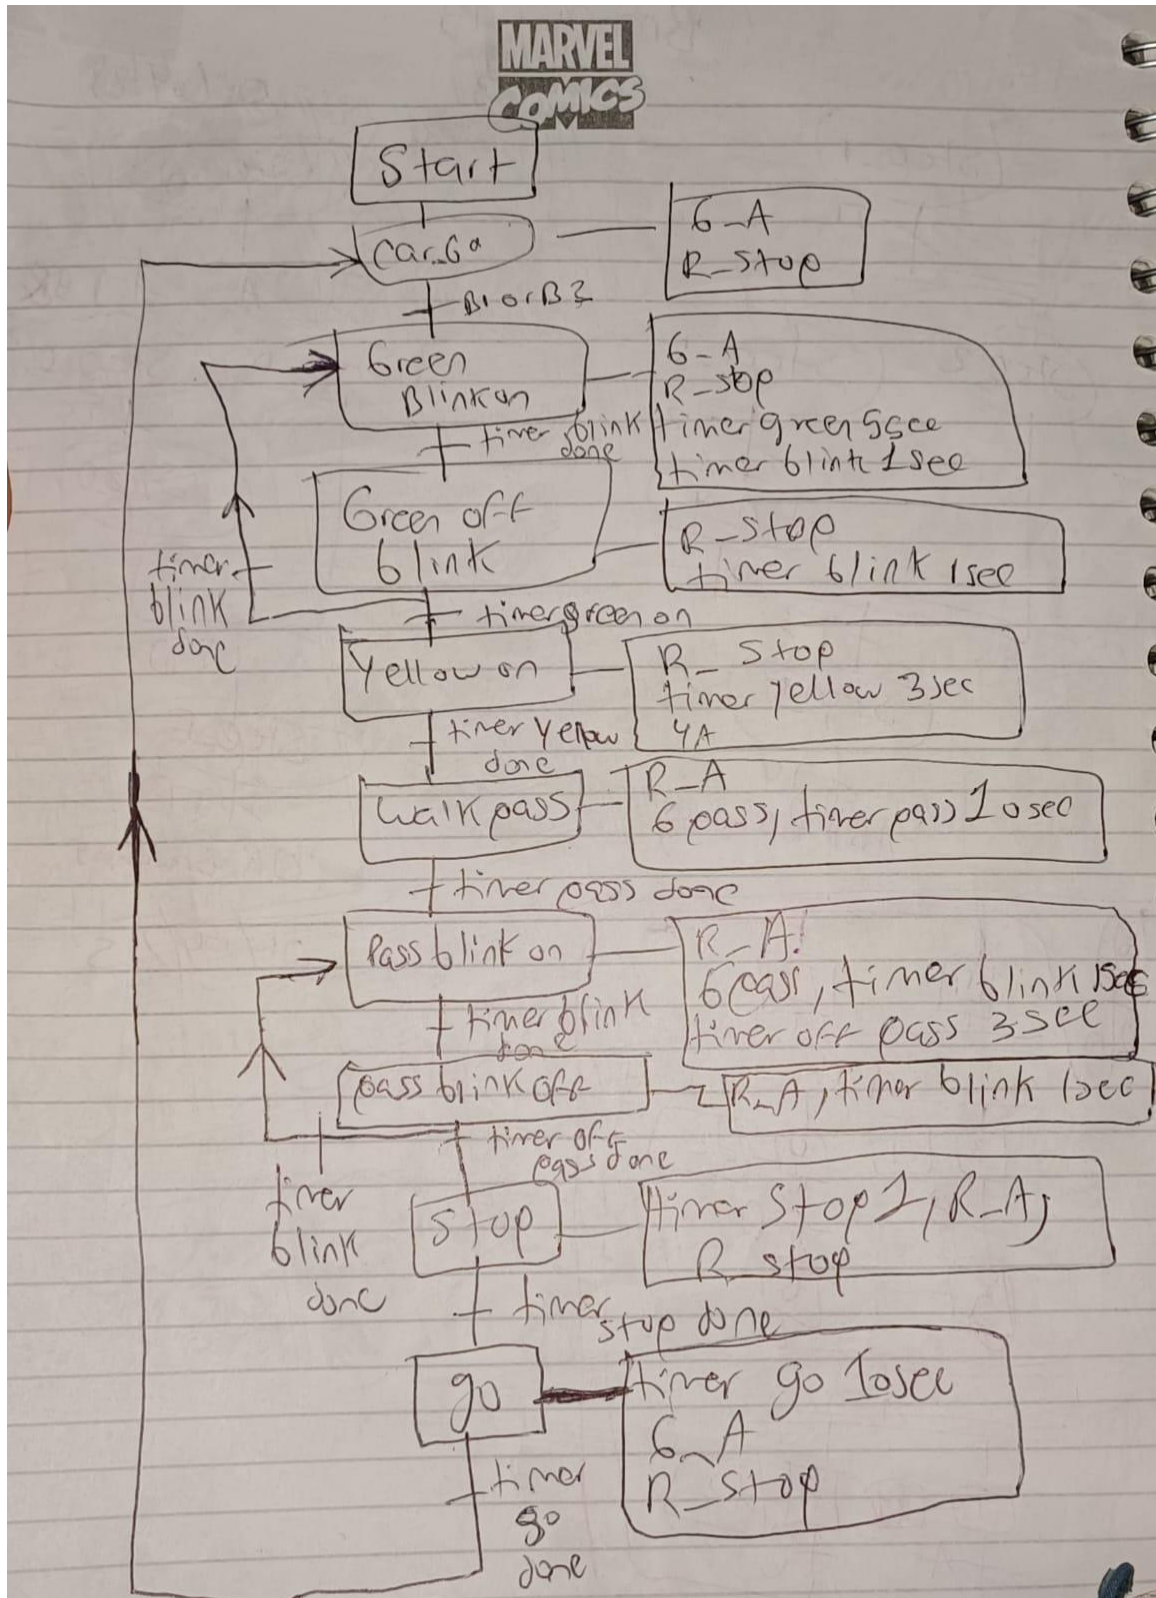 MARVEL
COMICS
Start
Car_Go
G_A
R_Stop
B1 or B2
Green
Blink on
G-A
R_stop
timer green 5sec
timer blink 1sec
timer blink
done
Green off
blink
R_Stop
timer blink 1sec
timer
blink
done
timer green on
Yellow on
R_ Stop
timer yellow 3sec
YA
timer Yellow
done
Walk pass
R_A
G pass, timer pass 10sec
timer pass done
Pass blink on
R_A.
G pass, timer blink 1sec
timer off pass 3sec
timer blink
done
pass blink off
R_A, timer blink 1sec
timer off
pass done
timer
blink
done
Stop
timer Stop 1, R_A,
R_stop
timer
stop done
go
timer go 10sec
G_A
R_stop
timer
go
done